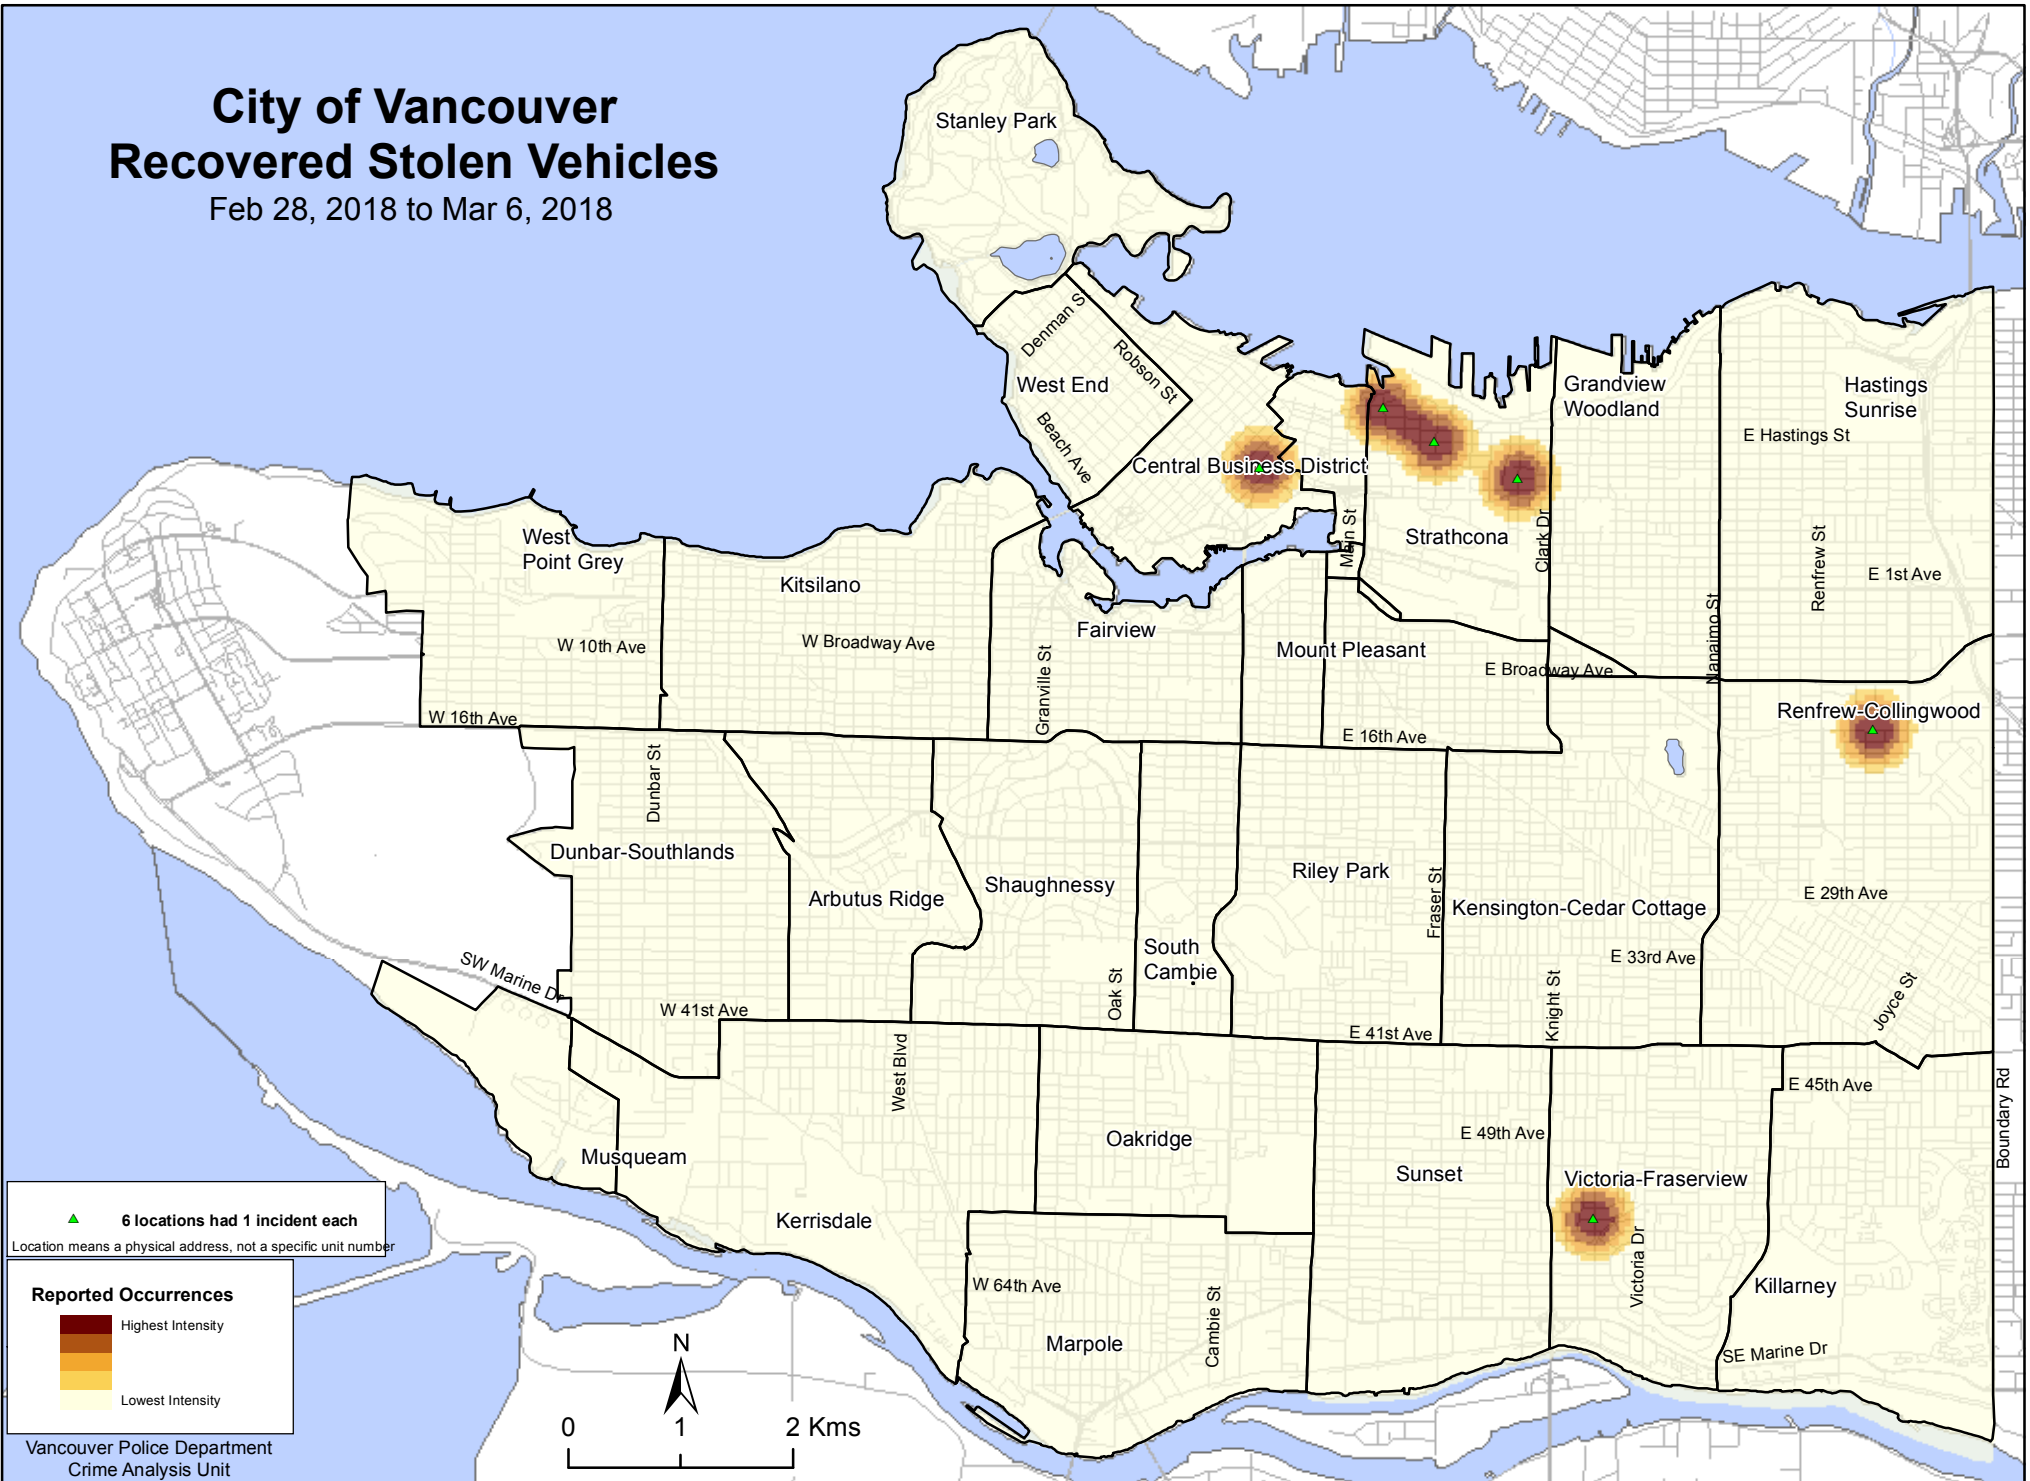 City of Vancouver
Recovered Stolen Vehicles
Feb 28, 2018 to Mar 6, 2018
Stanley Park
Denman S
Robson St
West End
Beach Ave
Central Business District
Main St
Strathcona
Clark Dr
Grandview
Woodland
Hastings
Sunrise
E Hastings St
Renfrew St
E 1st Ave
Nanaimo St
West
Point Grey
Kitsilano
W 10th Ave
W Broadway Ave
Fairview
Granville St
Mount Pleasant
E Broadway Ave
W 16th Ave
E 16th Ave
Renfrew-Collingwood
Dunbar St
Dunbar-Southlands
Arbutus Ridge
Shaughnessy
Riley Park
Fraser St
Kensington-Cedar Cottage
E 29th Ave
South
Cambie
E 33rd Ave
SW Marine Dr
W 41st Ave
Oak St
E 41st Ave
Knight St
Joyce St
West Blvd
E 45th Ave
Boundary Rd
Oakridge
E 49th Ave
Musqueam
Sunset
Victoria-Fraserview
Kerrisdale
Victoria Dr
W 64th Ave
Cambie St
Killarney
Marpole
SE Marine Dr
6 locations had 1 incident each
Location means a physical address, not a specific unit number
Reported Occurrences
Highest Intensity
Lowest Intensity
N
0 1 2 Kms
Vancouver Police Department
Crime Analysis Unit